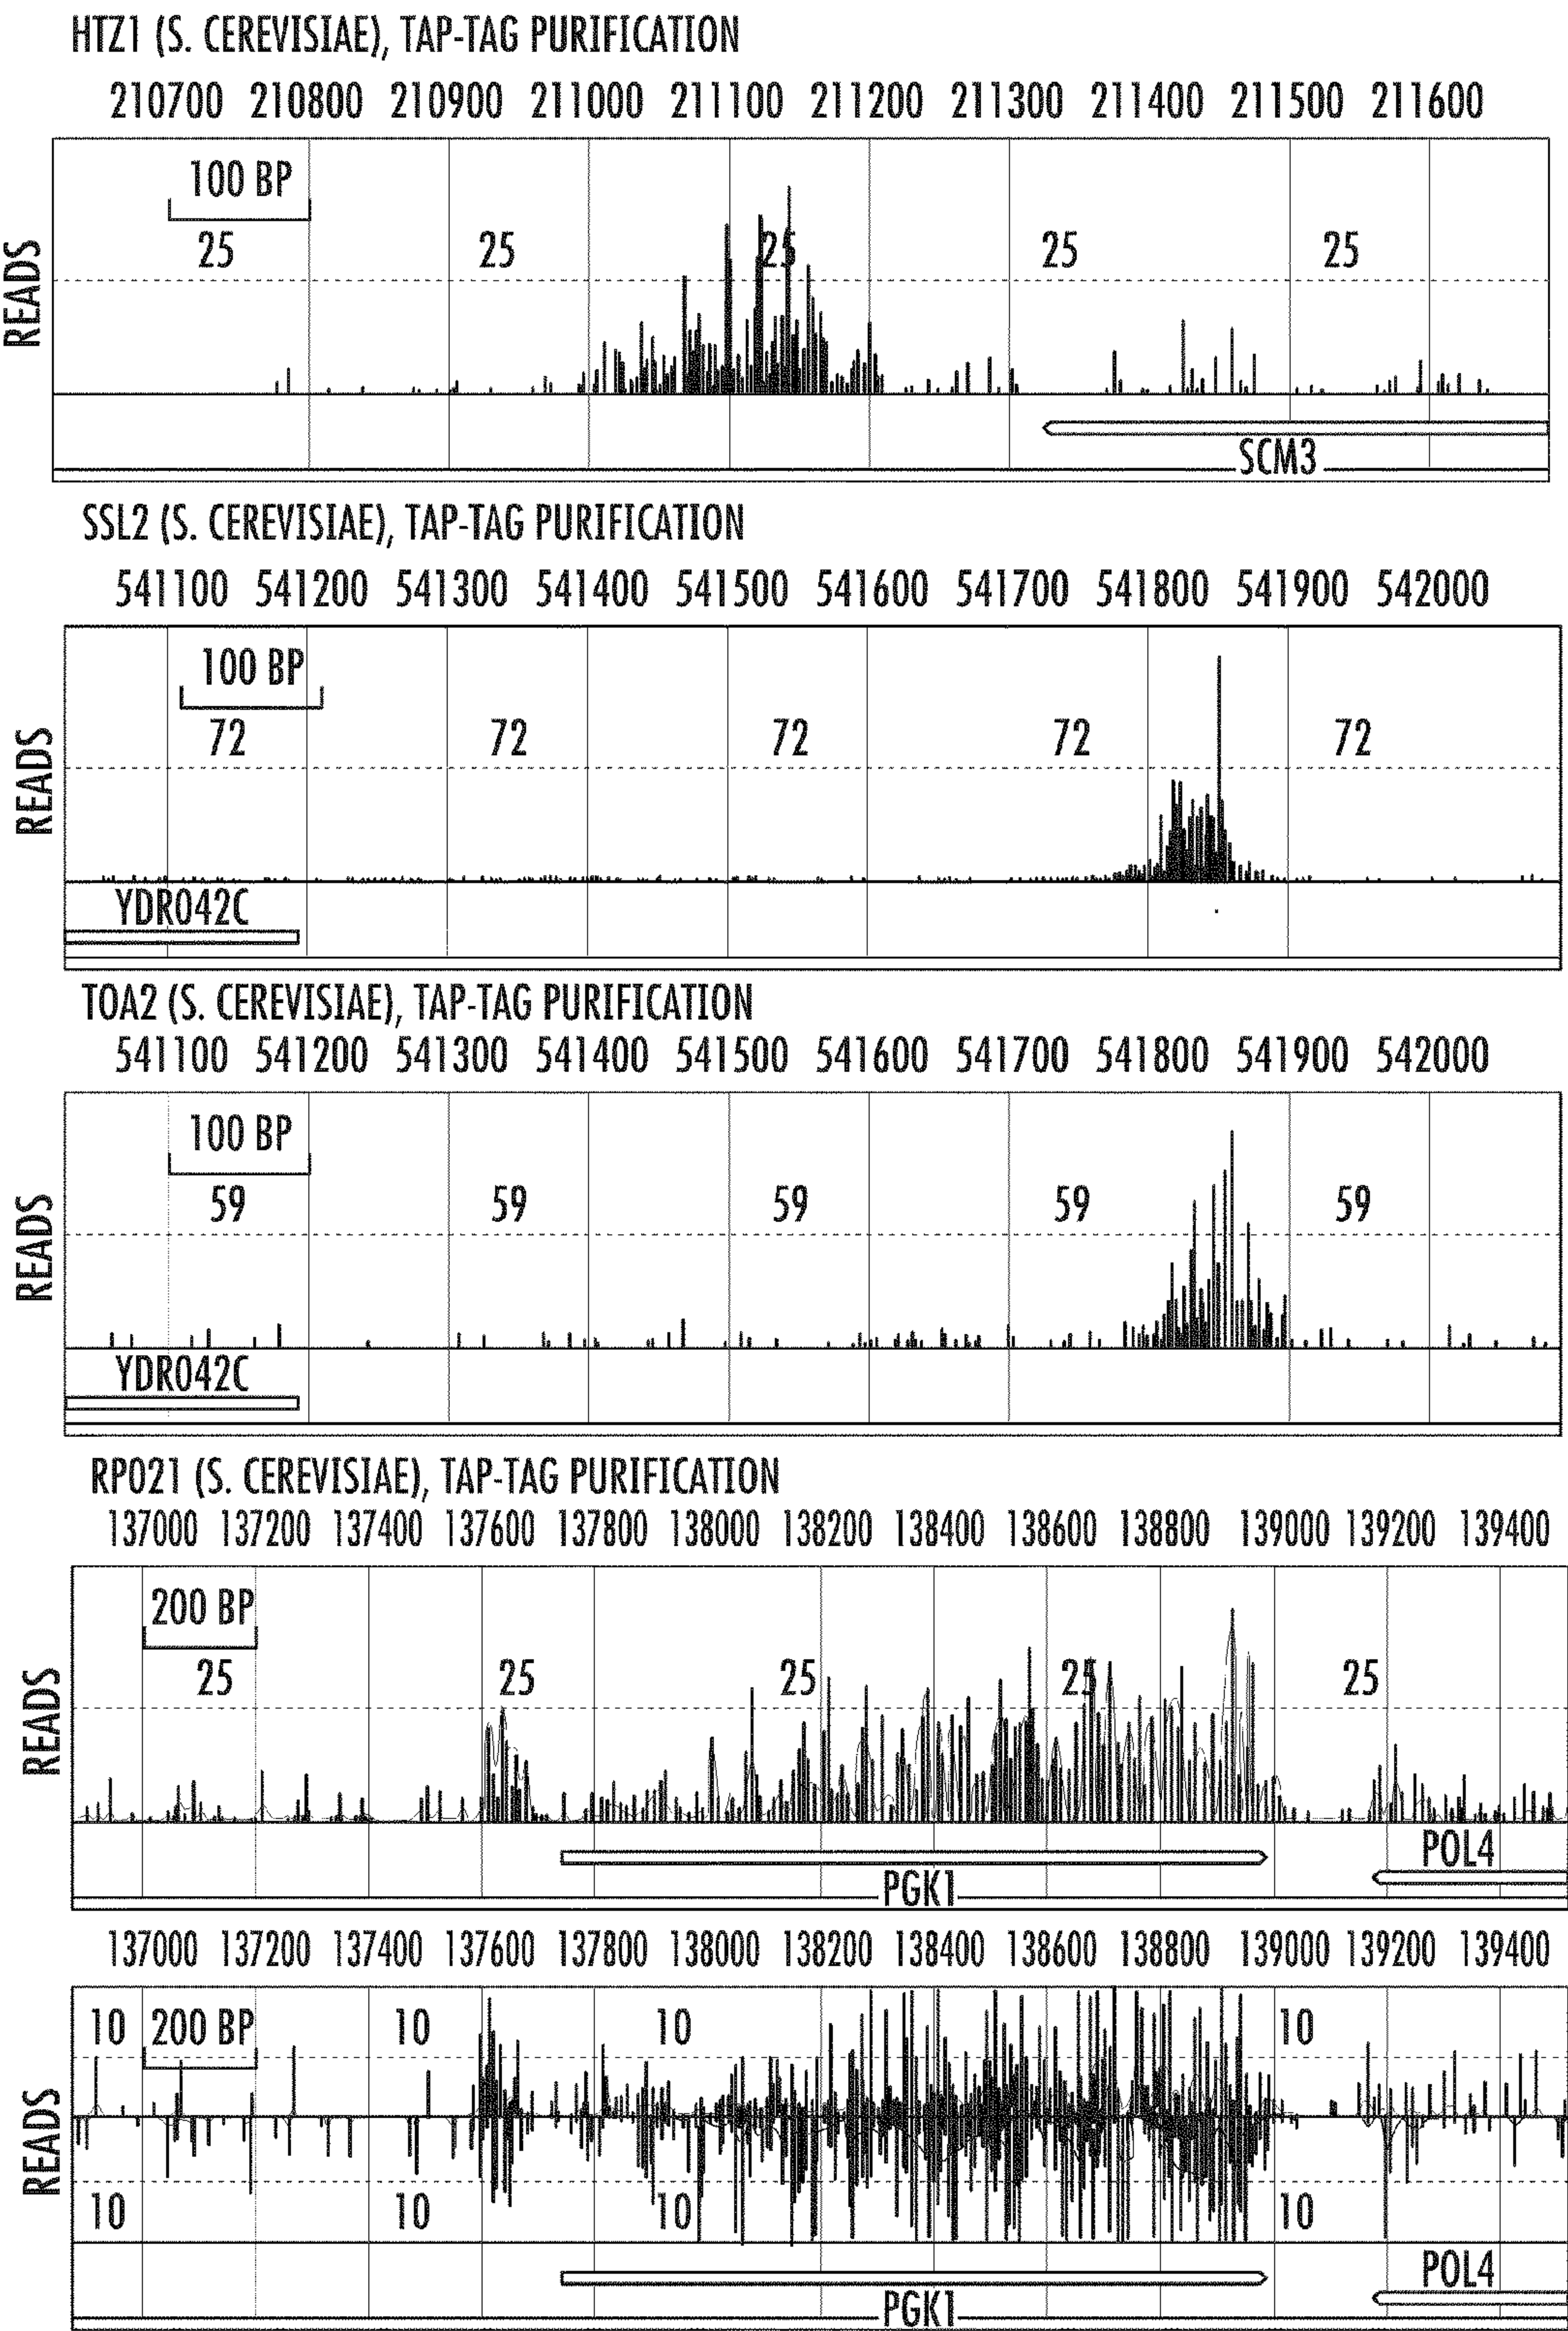 HTZ1 (S. CEREVISIAE), TAP-TAG PURIFICATION
210700 210800 210900 211000 211100 211200 211300 211400 211500 211600
100 BP
25 25 25 25 25
READS
SCM3
SSL2 (S. CEREVISIAE), TAP-TAG PURIFICATION
541100 541200 541300 541400 541500 541600 541700 541800 541900 542000
100 BP
72 72 72 72 72
READS
YDR042C
TOA2 (S. CEREVISIAE), TAP-TAG PURIFICATION
541100 541200 541300 541400 541500 541600 541700 541800 541900 542000
100 BP
59 59 59 59 59
READS
YDR042C
RPO21 (S. CEREVISIAE), TAP-TAG PURIFICATION
137000 137200 137400 137600 137800 138000 138200 138400 138600 138800 139000 139200 139400
200 BP
25 25 25 25 25
READS
POL4
PGK1
137000 137200 137400 137600 137800 138000 138200 138400 138600 138800 139000 139200 139400
10 200 BP 10 10 10
READS
10 10 10 10
POL4
PGK1